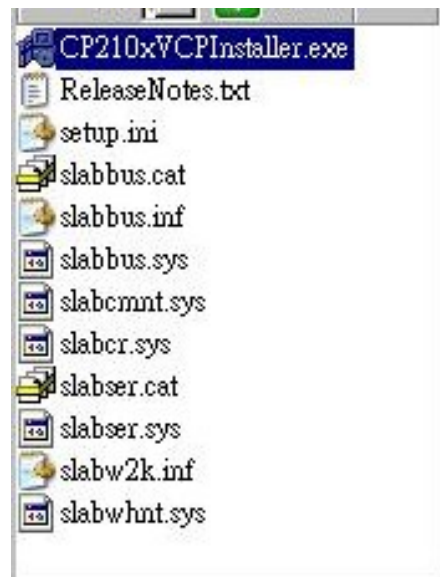 CP210xVCPInstaller.exe
ReleaseNotes.txt
setup.ini
slabbus.cat
slabbus.inf
slabbus.sys
slabcmnt.sys
slabcr.sys
slabser.cat
slabser.sys
slabw2k.inf
slabwhnt.sys